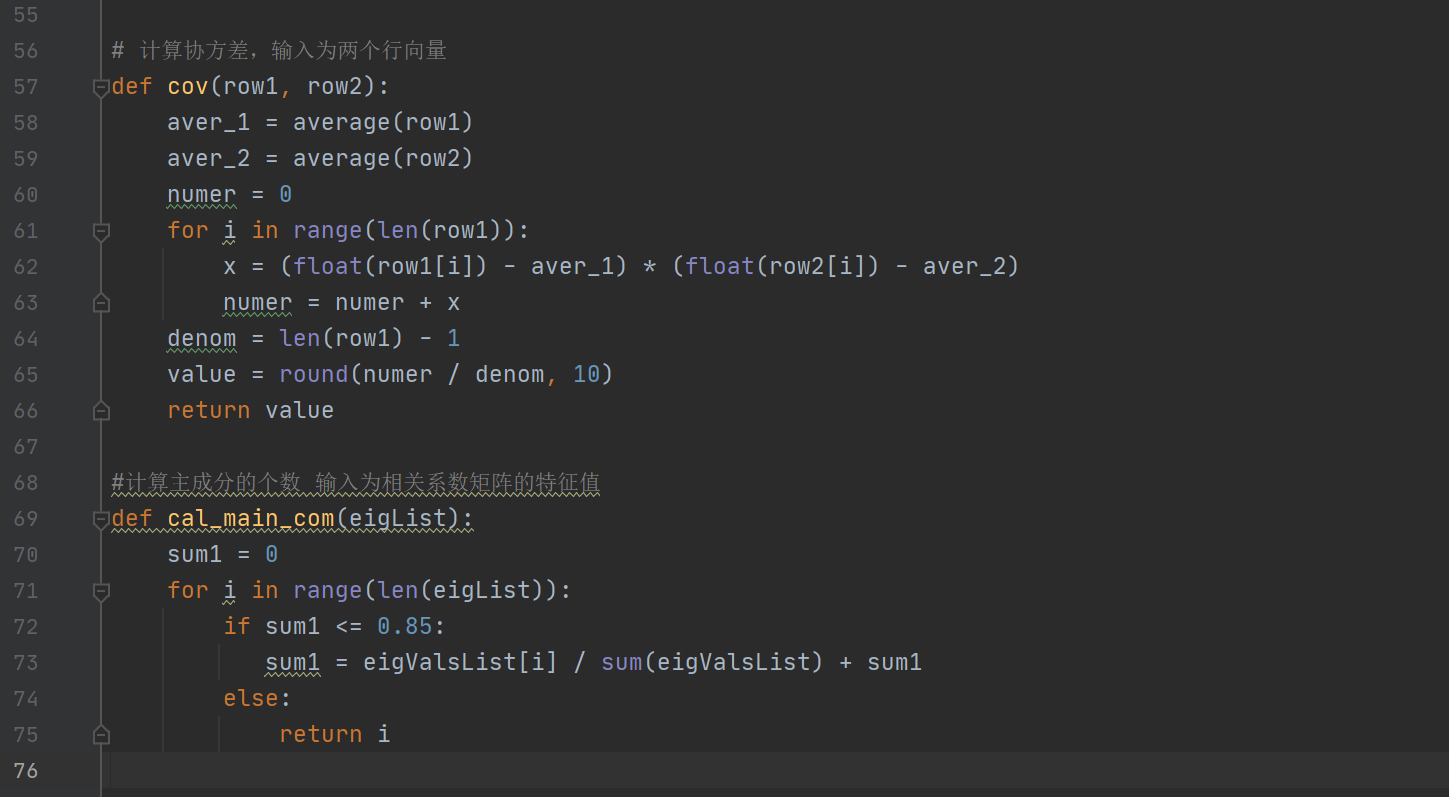 55
56 # 计算协方差，输入为两个行向量
57 def cov(row1, row2):
58     aver_1 = average(row1)
59     aver_2 = average(row2)
60     numer = 0
61     for i in range(len(row1)):
62         x = (float(row1[i]) - aver_1) * (float(row2[i]) - aver_2)
63         numer = numer + x
64     denom = len(row1) - 1
65     value = round(numer / denom, 10)
66     return value
67
68 #计算主成分的个数 输入为相关系数矩阵的特征值
69 def cal_main_com(eigList):
70     sum1 = 0
71     for i in range(len(eigList)):
72         if sum1 <= 0.85:
73            sum1 = eigValsList[i] / sum(eigValsList) + sum1
74         else:
75             return i
76